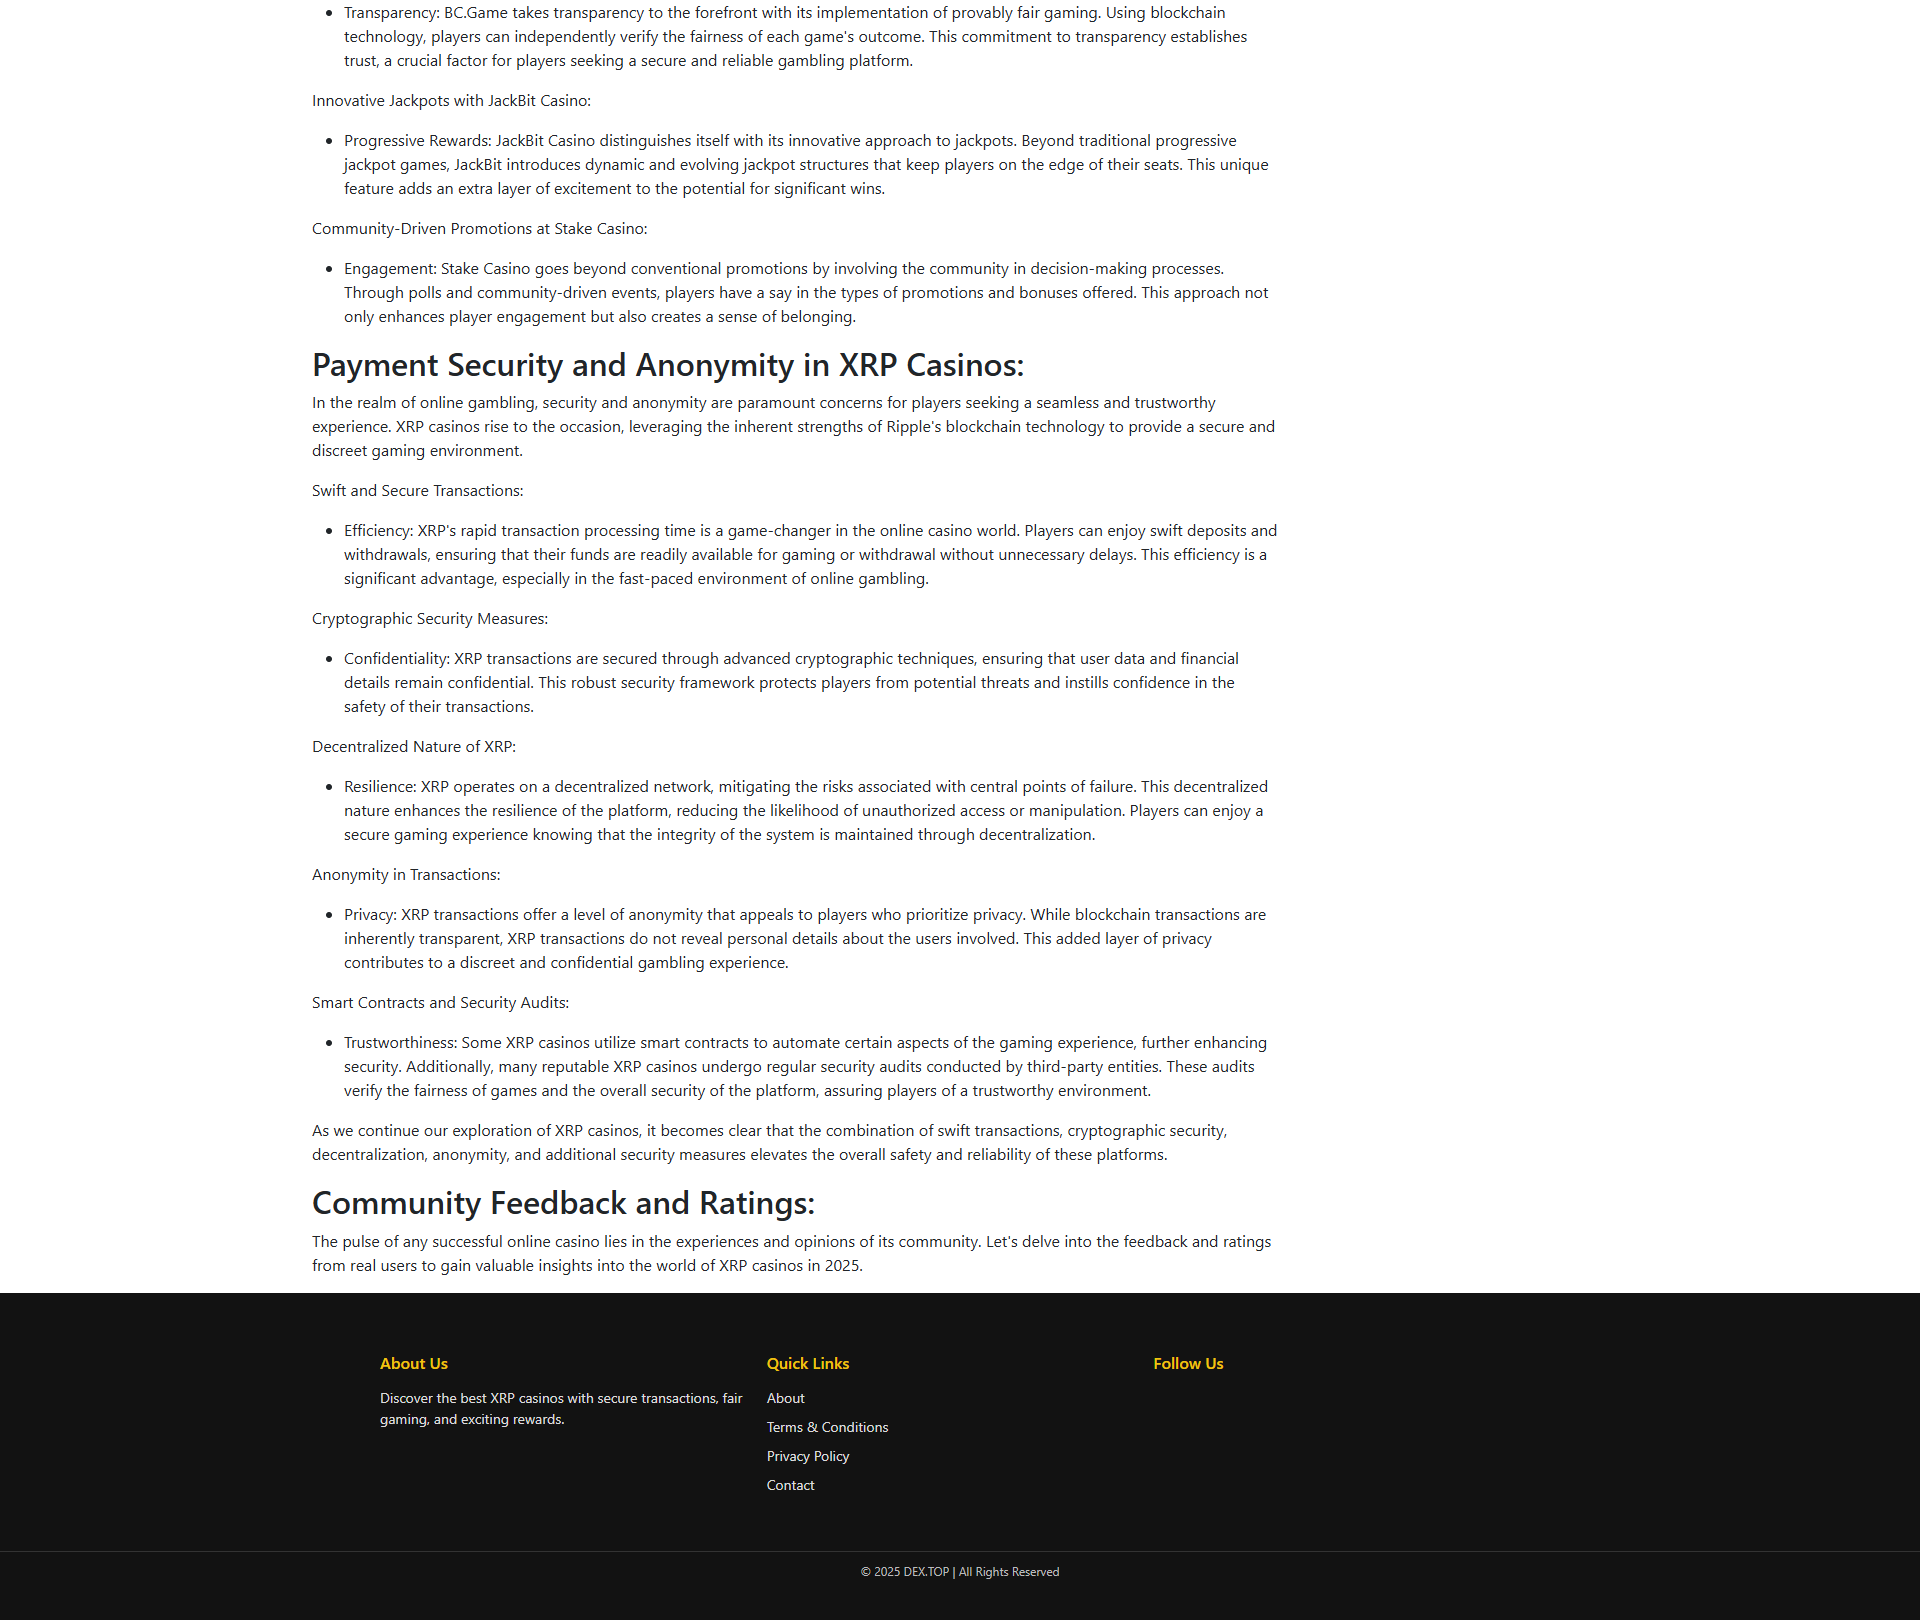 • Transparency: BC.Game takes transparency to the forefront with its implementation of provably fair gaming. Using blockchain
technology, players can independently verify the fairness of each game's outcome. This commitment to transparency establishes
trust, a crucial factor for players seeking a secure and reliable gambling platform.
Innovative Jackpots with JackBit Casino:
• Progressive Rewards: JackBit Casino distinguishes itself with its innovative approach to jackpots. Beyond traditional progressive
jackpot games, JackBit introduces dynamic and evolving jackpot structures that keep players on the edge of their seats. This unique
feature adds an extra layer of excitement to the potential for significant wins.
Community-Driven Promotions at Stake Casino:
• Engagement: Stake Casino goes beyond conventional promotions by involving the community in decision-making processes.
Through polls and community-driven events, players have a say in the types of promotions and bonuses offered. This approach not
only enhances player engagement but also creates a sense of belonging.
Payment Security and Anonymity in XRP Casinos:
In the realm of online gambling, security and anonymity are paramount concerns for players seeking a seamless and trustworthy
experience. XRP casinos rise to the occasion, leveraging the inherent strengths of Ripple's blockchain technology to provide a secure and
discreet gaming environment.
Swift and Secure Transactions:
• Efficiency: XRP's rapid transaction processing time is a game-changer in the online casino world. Players can enjoy swift deposits and
withdrawals, ensuring that their funds are readily available for gaming or withdrawal without unnecessary delays. This efficiency is a
significant advantage, especially in the fast-paced environment of online gambling.
Cryptographic Security Measures:
• Confidentiality: XRP transactions are secured through advanced cryptographic techniques, ensuring that user data and financial
details remain confidential. This robust security framework protects players from potential threats and instills confidence in the
safety of their transactions.
Decentralized Nature of XRP:
• Resilience: XRP operates on a decentralized network, mitigating the risks associated with central points of failure. This decentralized
nature enhances the resilience of the platform, reducing the likelihood of unauthorized access or manipulation. Players can enjoy a
secure gaming experience knowing that the integrity of the system is maintained through decentralization.
Anonymity in Transactions:
• Privacy: XRP transactions offer a level of anonymity that appeals to players who prioritize privacy. While blockchain transactions are
inherently transparent, XRP transactions do not reveal personal details about the users involved. This added layer of privacy
contributes to a discreet and confidential gambling experience.
Smart Contracts and Security Audits:
• Trustworthiness: Some XRP casinos utilize smart contracts to automate certain aspects of the gaming experience, further enhancing
security. Additionally, many reputable XRP casinos undergo regular security audits conducted by third-party entities. These audits
verify the fairness of games and the overall security of the platform, assuring players of a trustworthy environment.
As we continue our exploration of XRP casinos, it becomes clear that the combination of swift transactions, cryptographic security,
decentralization, anonymity, and additional security measures elevates the overall safety and reliability of these platforms.
Community Feedback and Ratings:
The pulse of any successful online casino lies in the experiences and opinions of its community. Let's delve into the feedback and ratings
from real users to gain valuable insights into the world of XRP casinos in 2025.
About Us
Discover the best XRP casinos with secure transactions, fair
gaming, and exciting rewards.
Quick Links
About
Terms & Conditions
Privacy Policy
Contact
Follow Us
© 2025 DEX.TOP | All Rights Reserved